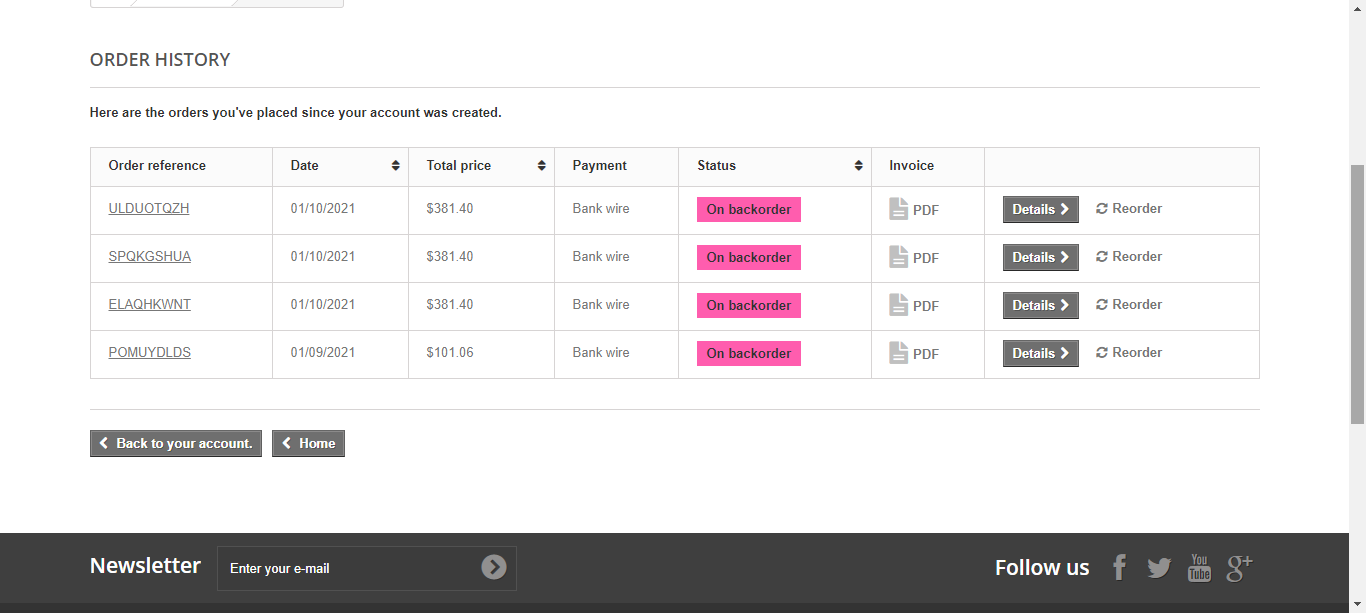 ORDER HISTORY
Here are the orders you've placed since your account was created.
Order reference Date Total price Payment Status Invoice
ULDUOTQZH 01/10/2021 $381.40 Bank wire On backorder PDF Details Reorder
SPQKGSHUA 01/10/2021 $381.40 Bank wire On backorder PDF Details Reorder
ELAQHKWNT 01/10/2021 $381.40 Bank wire On backorder PDF Details Reorder
POMUYDLDS 01/09/2021 $101.06 Bank wire On backorder PDF Details Reorder
Back to your account. Home
Newsletter Enter your e-mail Follow us You Tube g+